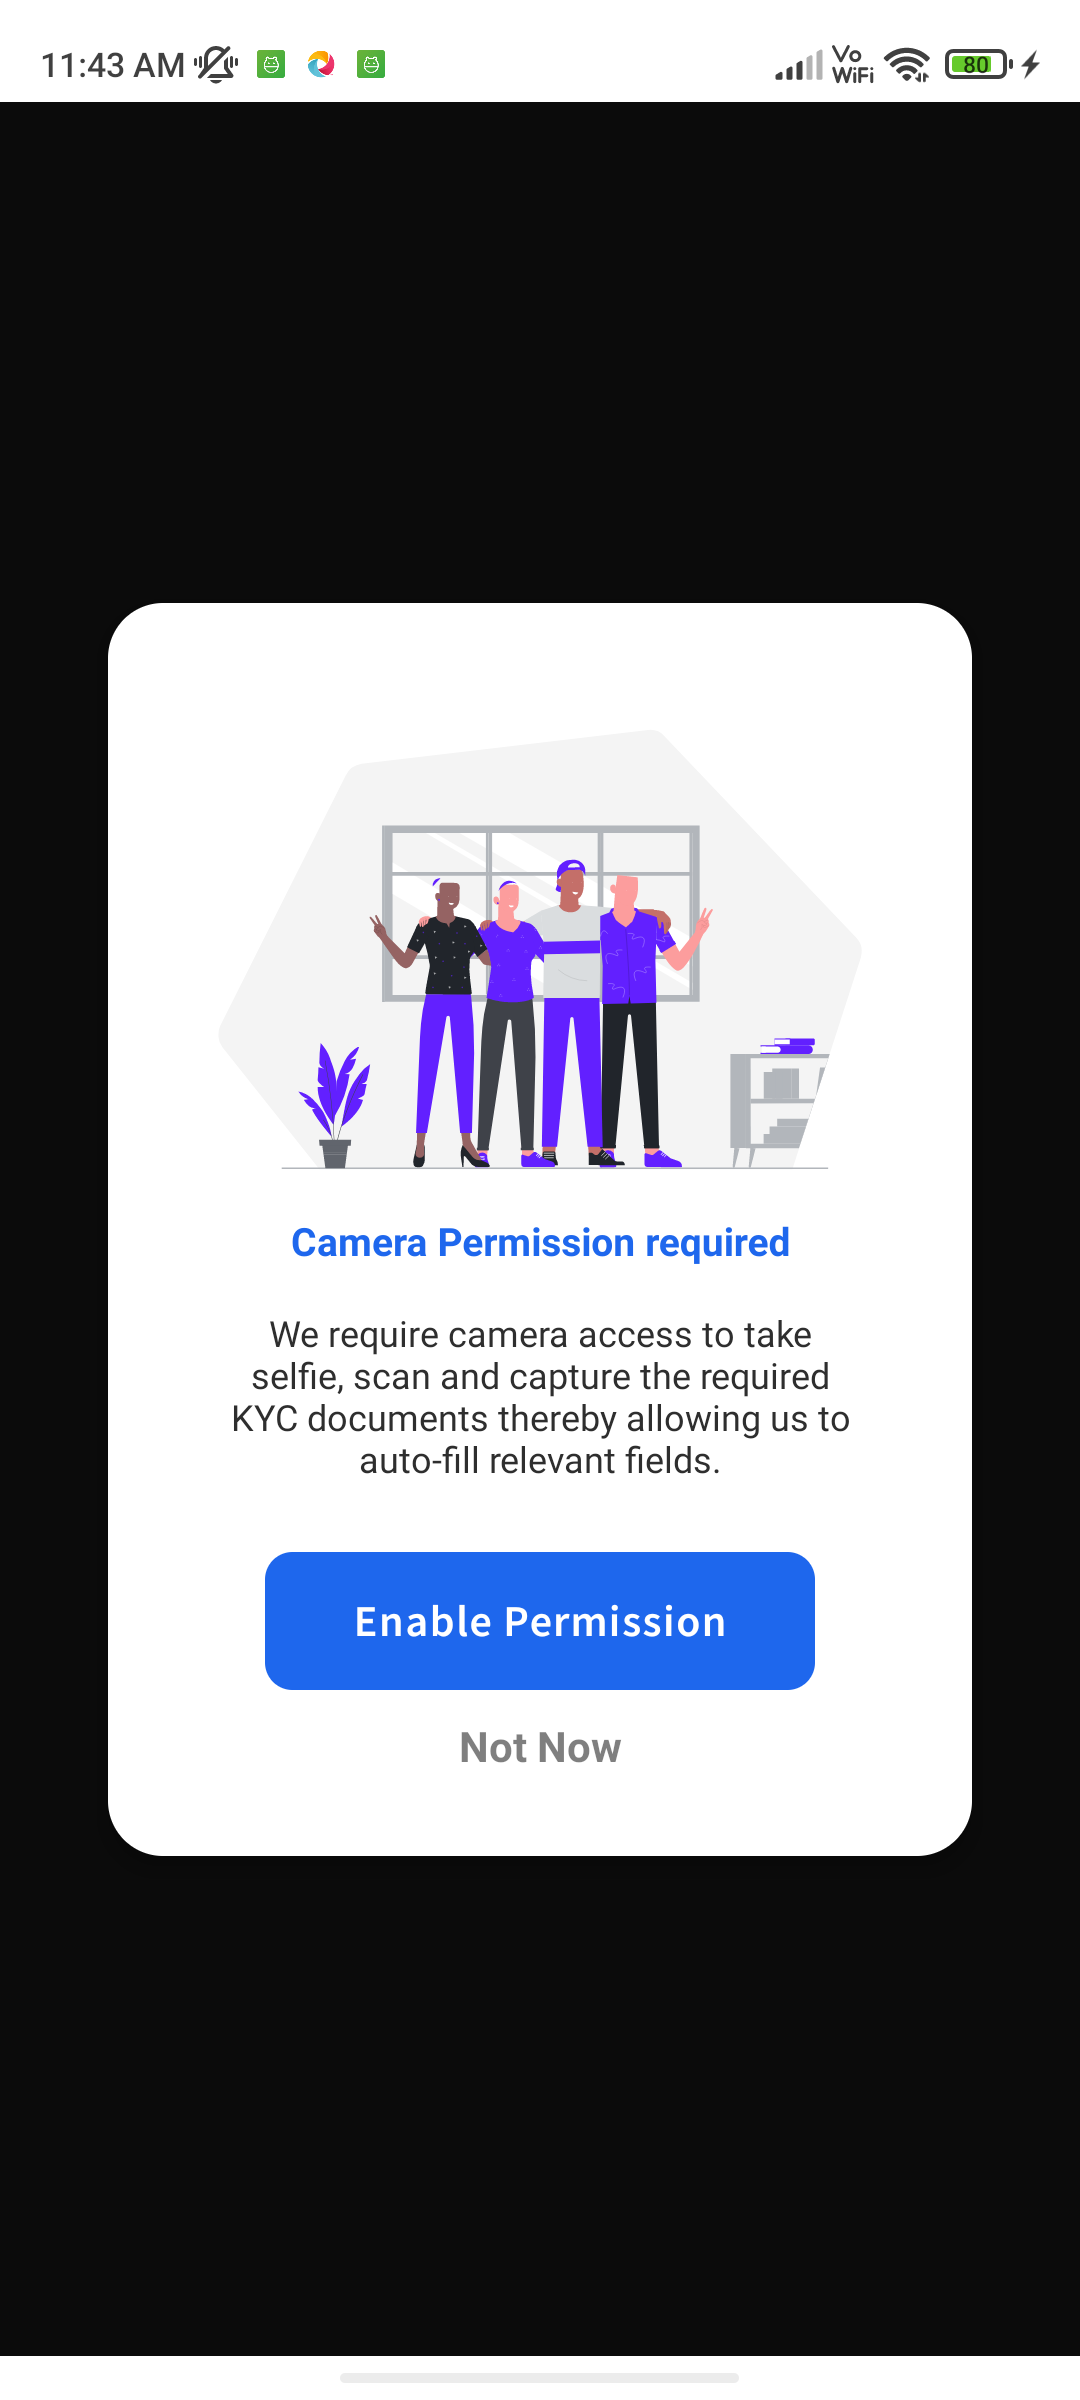 11:43 AM
Vo
WiFi
80
Camera Permission required
We require camera access to take
selfie, scan and capture the required
KYC documents thereby allowing us to
auto-fill relevant fields.
Enable Permission
Not Now